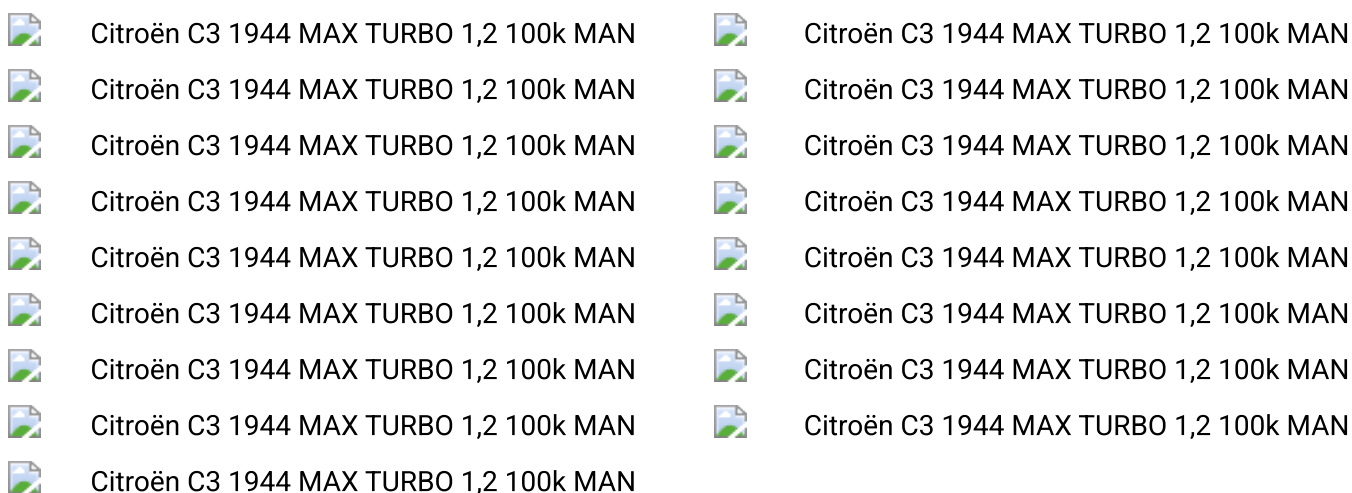 Citroën C3 1944 MAX TURBO 1,2 100k MAN Citroën C3 1944 MAX TURBO 1,2 100k MAN
Citroën C3 1944 MAX TURBO 1,2 100k MAN Citroën C3 1944 MAX TURBO 1,2 100k MAN
Citroën C3 1944 MAX TURBO 1,2 100k MAN Citroën C3 1944 MAX TURBO 1,2 100k MAN
Citroën C3 1944 MAX TURBO 1,2 100k MAN Citroën C3 1944 MAX TURBO 1,2 100k MAN
Citroën C3 1944 MAX TURBO 1,2 100k MAN Citroën C3 1944 MAX TURBO 1,2 100k MAN
Citroën C3 1944 MAX TURBO 1,2 100k MAN Citroën C3 1944 MAX TURBO 1,2 100k MAN
Citroën C3 1944 MAX TURBO 1,2 100k MAN Citroën C3 1944 MAX TURBO 1,2 100k MAN
Citroën C3 1944 MAX TURBO 1,2 100k MAN Citroën C3 1944 MAX TURBO 1,2 100k MAN
Citroën C3 1944 MAX TURBO 1,2 100k MAN